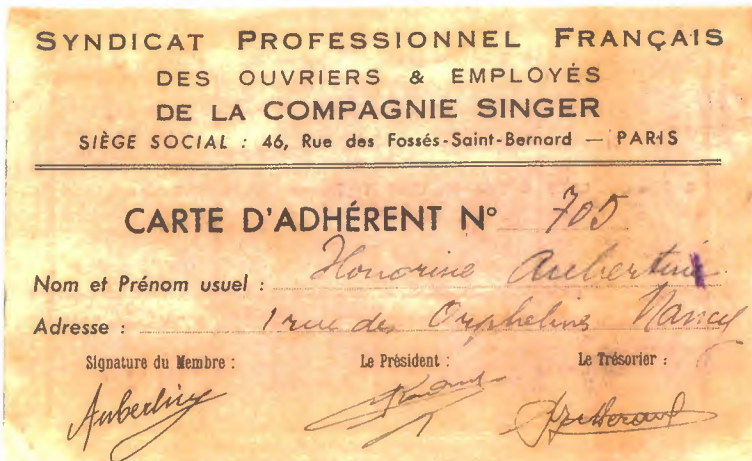 SYNDICAT PROFESSIONNEL FRANÇAIS
DES OUVRIERS & EMPLOYÉS
DE LA COMPAGNIE SINGER
SIÈGE SOCIAL : 46, Rue des Fossés-Saint-Bernard — PARIS
CARTE D'ADHÉRENT N° 705
Nom et Prénom usuel : Honorine Aubertin
Adresse : 1 rue des Orphelins Nancy
Signature du Membre : Le Président : Le Trésorier :
Aubertin